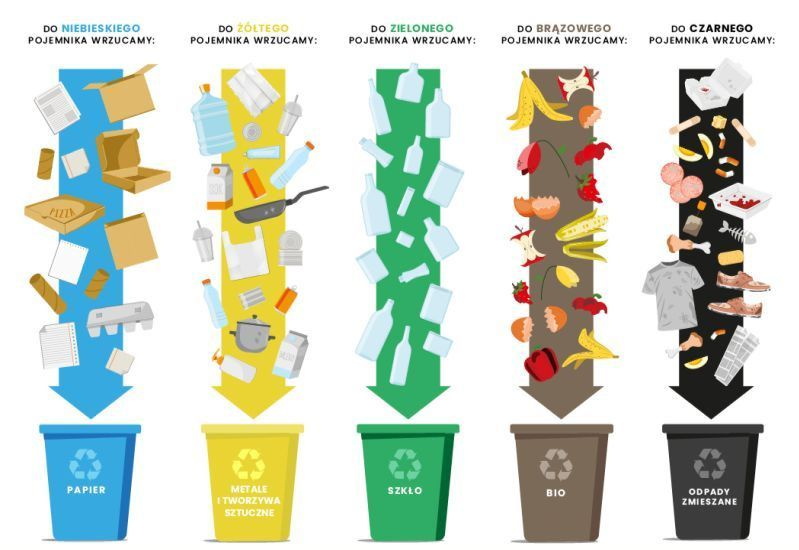 DO NIEBIESKIEGO
POJEMNIKA WRZUCAMY:
DO ŻÓŁTEGO
POJEMNIKA WRZUCAMY:
DO ZIELONEGO
POJEMNIKA WRZUCAMY:
DO BRĄZOWEGO
POJEMNIKA WRZUCAMY:
DO CZARNEGO
POJEMNIKA WRZUCAMY:
PIZZA
PAPIER
METALE
I TWORZYWA
SZTUCZNE
SZKŁO
BIO
ODPADY
ZMIESZANE